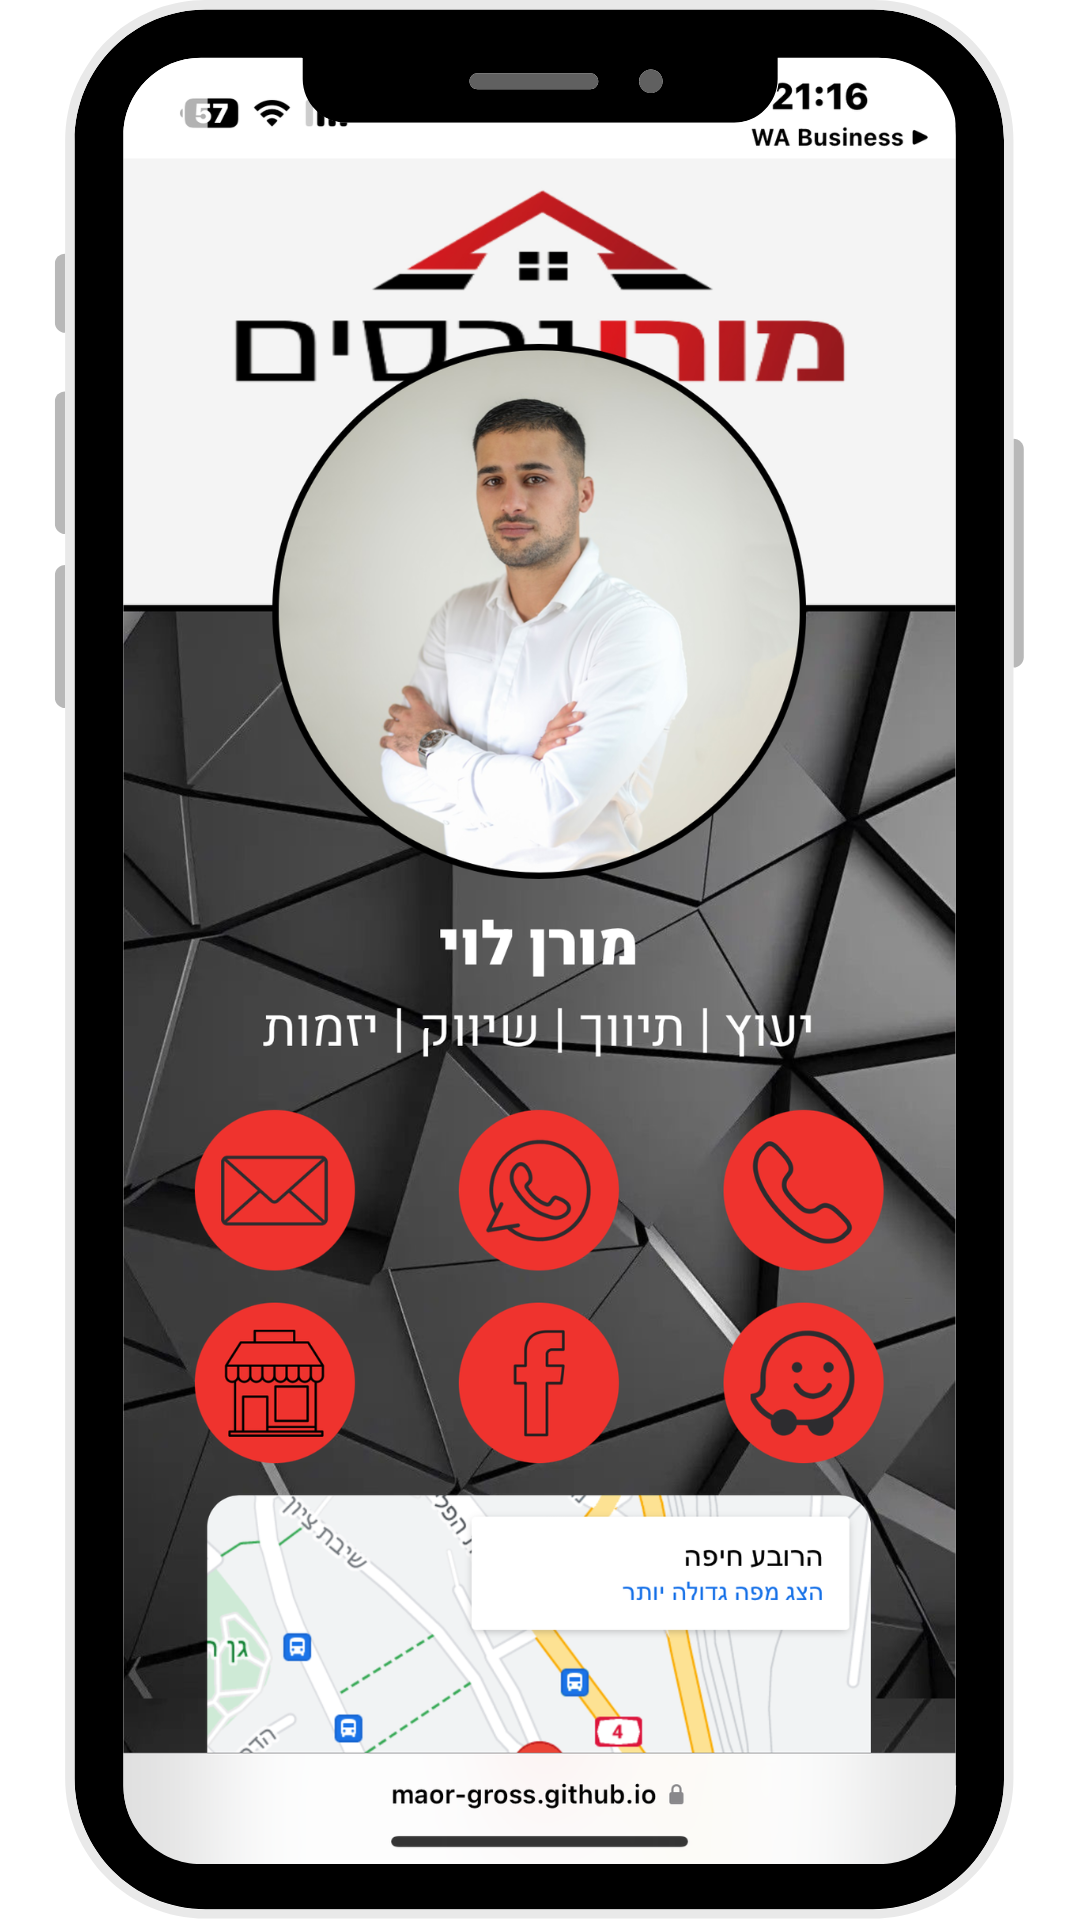 57
21:16
WA Business ▶
מורן נכסים
מורן לוי
יעוץ | תיווך | שיווק | יזמות
שיבת ציון
הרובע חיפה
הצג מפה גדולה יותר
גן
4
maor-gross.github.io